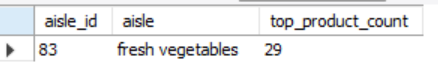 aisle_id aisle top_product_count
83 fresh vegetables 29